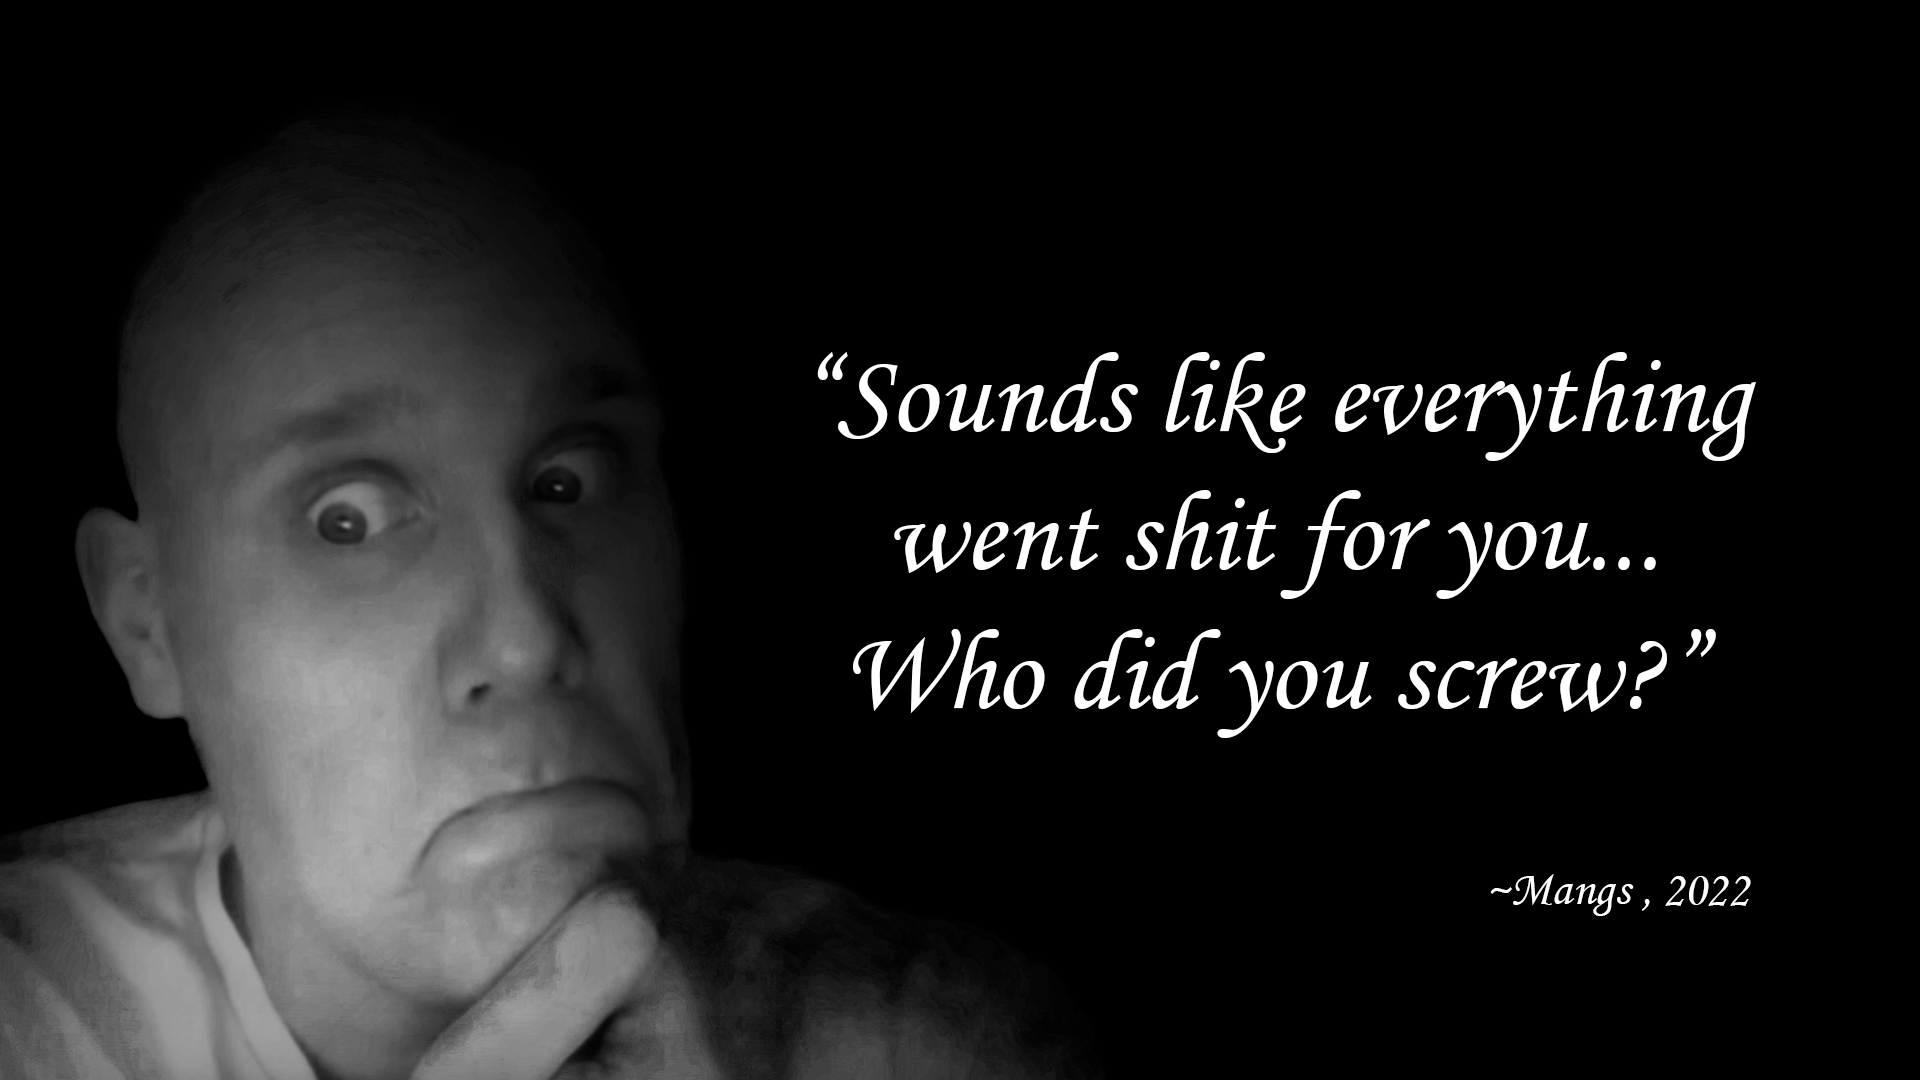 “Sounds like everything
went shit for you...
Who did you screw?”
~Mangs , 2022